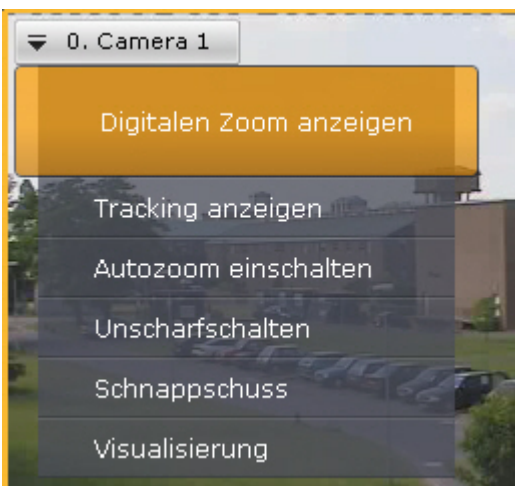 0. Camera 1
Digitalen Zoom anzeigen
Tracking anzeigen
Autozoom einschalten
Unscharfschalten
Schnappschuss
Visualisierung